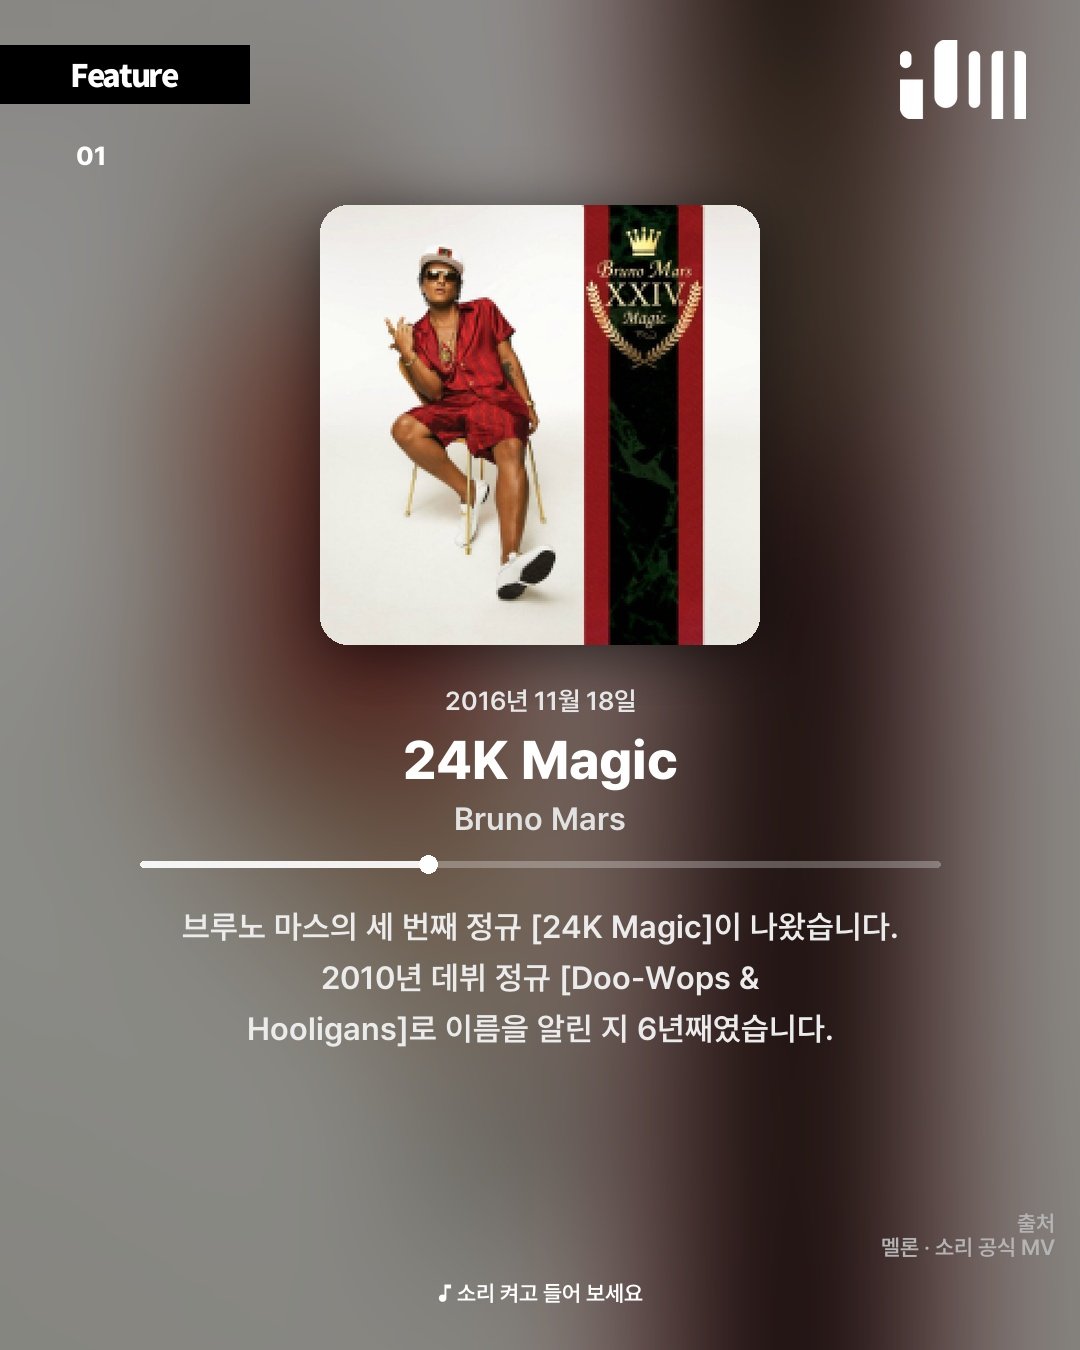 Feature
idm
01
Bruno Mars
XXIV
Magic
2016년 11월 18일
24K Magic
Bruno Mars
브루노 마스의 세 번째 정규 [24K Magic]이 나왔습니다.
2010년 데뷔 정규 [Doo-Wops &
Hooligans]로 이름을 알린 지 6년째였습니다.
출처
멜론 · 소리 공식 MV
♪ 소리 켜고 들어 보세요